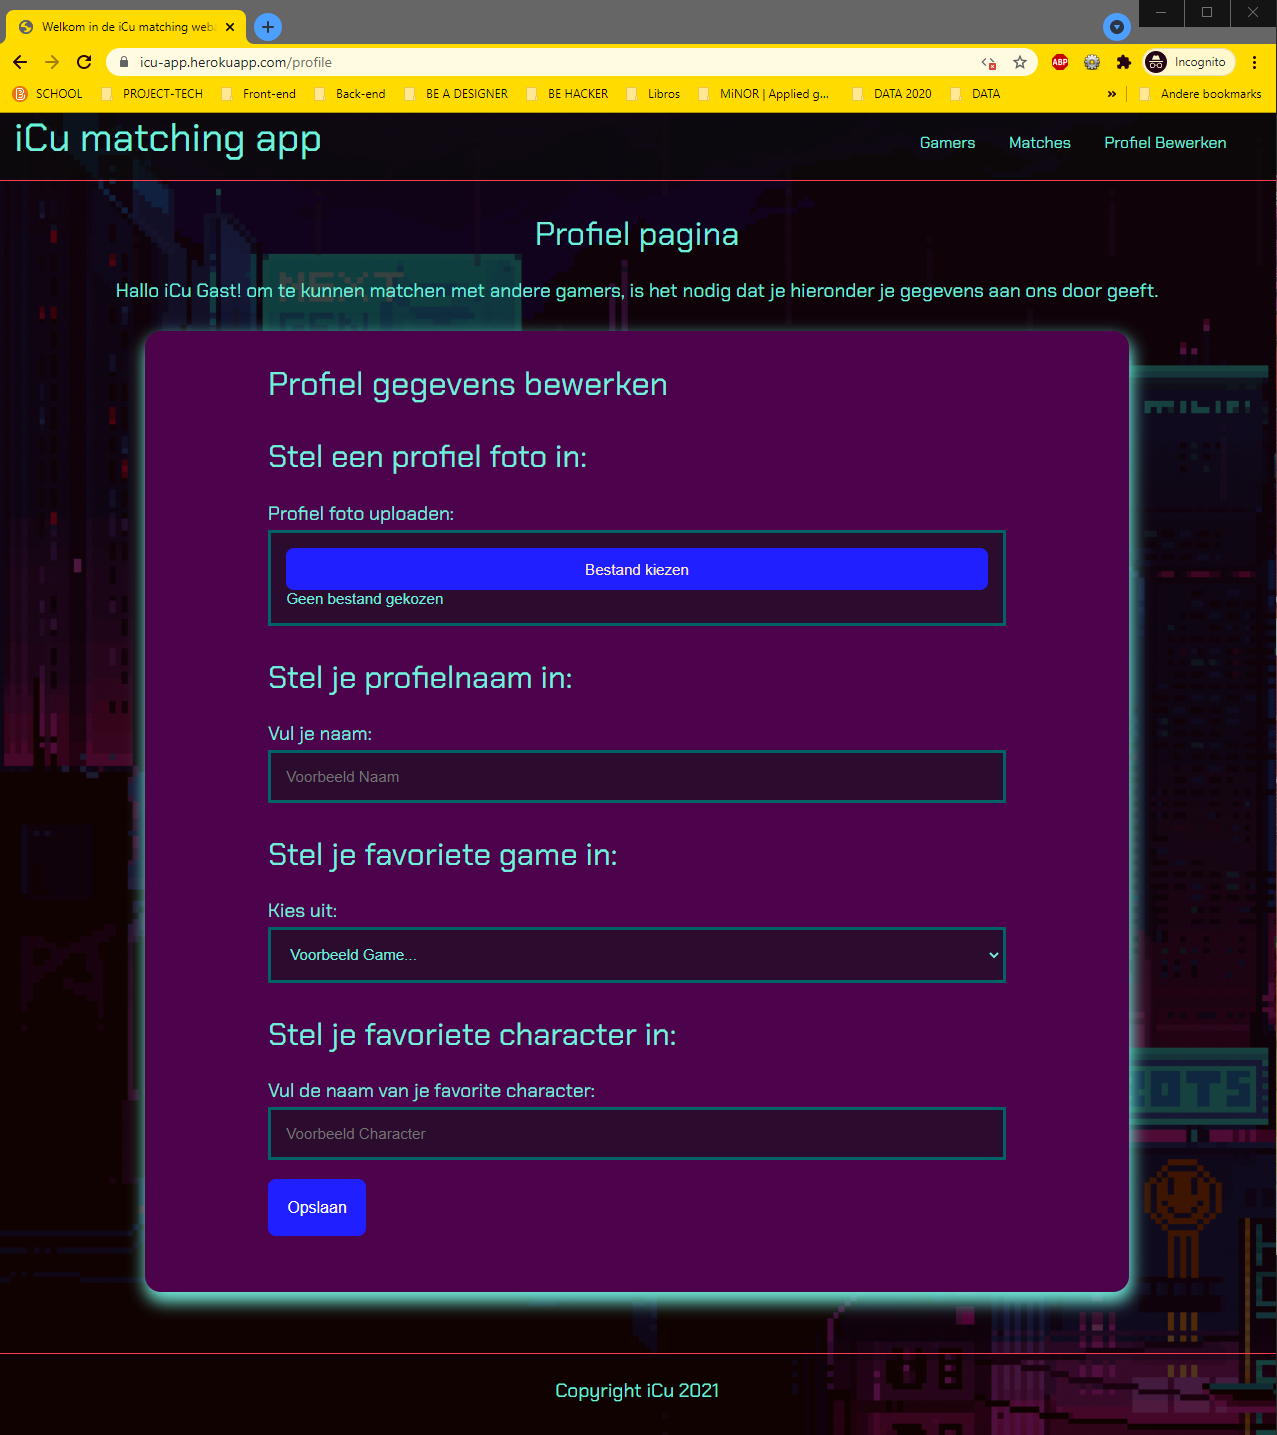 Welkom in de iCu matching weba
icu-app.herokuapp.com/profile
ABP
Incognito
SCHOOL PROJECT-TECH Front-end Back-end BE A DESIGNER BE HACKER Libros MiNOR | Applied g... DATA 2020 DATA » Andere bookmarks
iCu matching app
Gamers Matches Profiel Bewerken
Profiel pagina
NEXT
GEN
Hallo iCu Gast! om te kunnen matchen met andere gamers, is het nodig dat je hieronder je gegevens aan ons door geeft.
Profiel gegevens bewerken
Stel een profiel foto in:
Profiel foto uploaden:
Bestand kiezen
Geen bestand gekozen
Stel je profielnaam in:
Vul je naam:
Voorbeeld Naam
Stel je favoriete game in:
Kies uit:
Voorbeeld Game...
Stel je favoriete character in:
Vul de naam van je favorite character:
Voorbeeld Character
OTS
Opslaan
Copyright iCu 2021